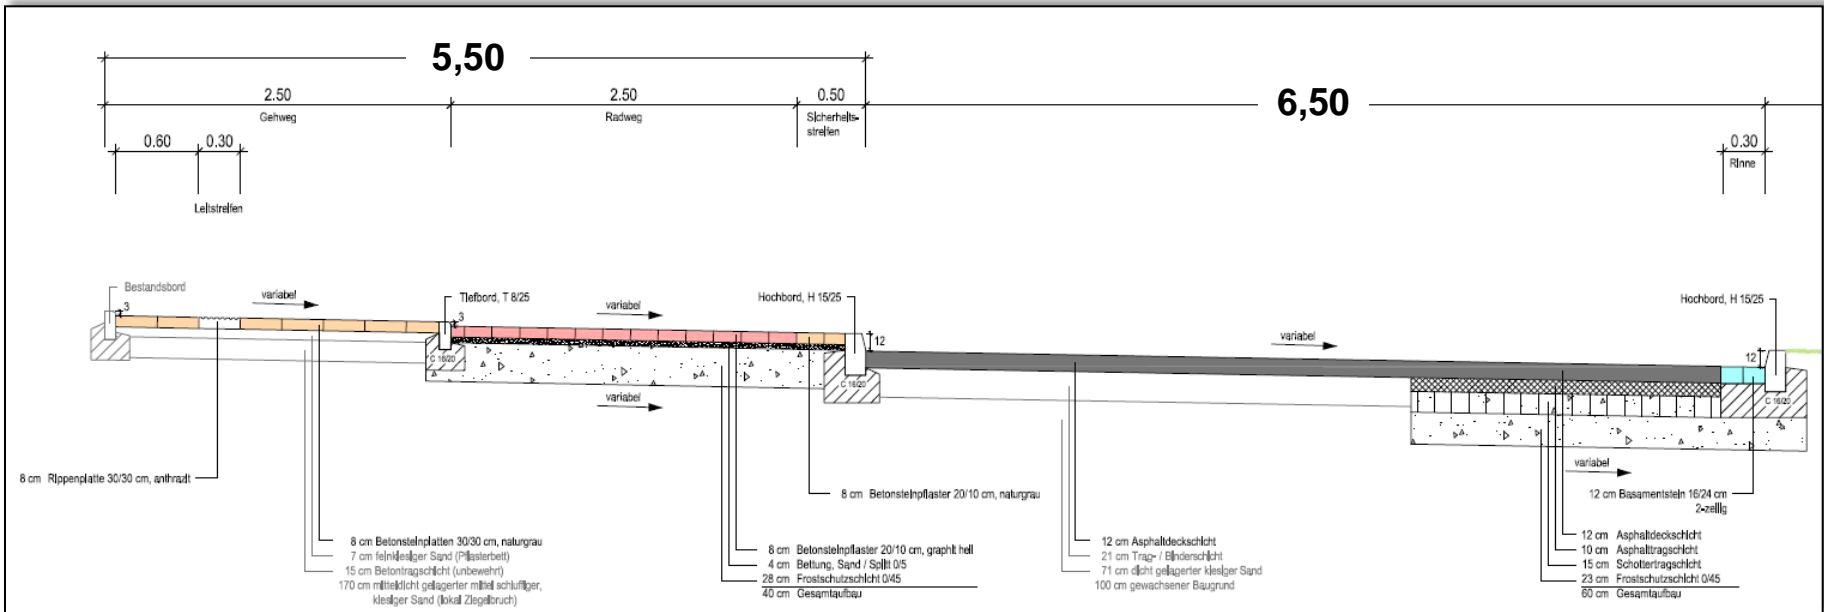 5,50
2.50
2.50
0.50
6,50
Gehweg
Radweg
Sicherheits-
streifen
0.60
0.30
0.30
Rinne
Leitstreifen
Bestandsbord
3
variabel
Tiefbord, T 8/25
3
variabel
Hochbord, H 15/25
12
variabel
Hochbord, H 15/25
12
C 16/20
C 16/20
C 16/20
variabel
variabel
8 cm Rippenplatte 30/30 cm, anthrazit
8 cm Betonsteinpflaster 20/10 cm, naturgrau
12 cm Basamentstein 16/24 cm
2-zeilig
8 cm Betonsteinplatten 30/30 cm, naturgrau
7 cm feinkiesiger Sand (Pflasterbett)
15 cm Betontragschicht (unbewehrt)
170 cm mitteldicht gelagerter mittel schluffiger,
kiesiger Sand (lokal Ziegelbruch)
8 cm Betonsteinpflaster 20/10 cm, graphit hell
4 cm Bettung, Sand / Splitt 0/5
28 cm Frostschutzschicht 0/45
40 cm Gesamtaufbau
12 cm Asphaltdeckschicht
21 cm Trag- / Binderschicht
71 cm dicht gelagerter kiesiger Sand
100 cm gewachsener Baugrund
12 cm Asphaltdeckschicht
10 cm Asphalttragschicht
15 cm Schottertragschicht
23 cm Frostschutzschicht 0/45
60 cm Gesamtaufbau